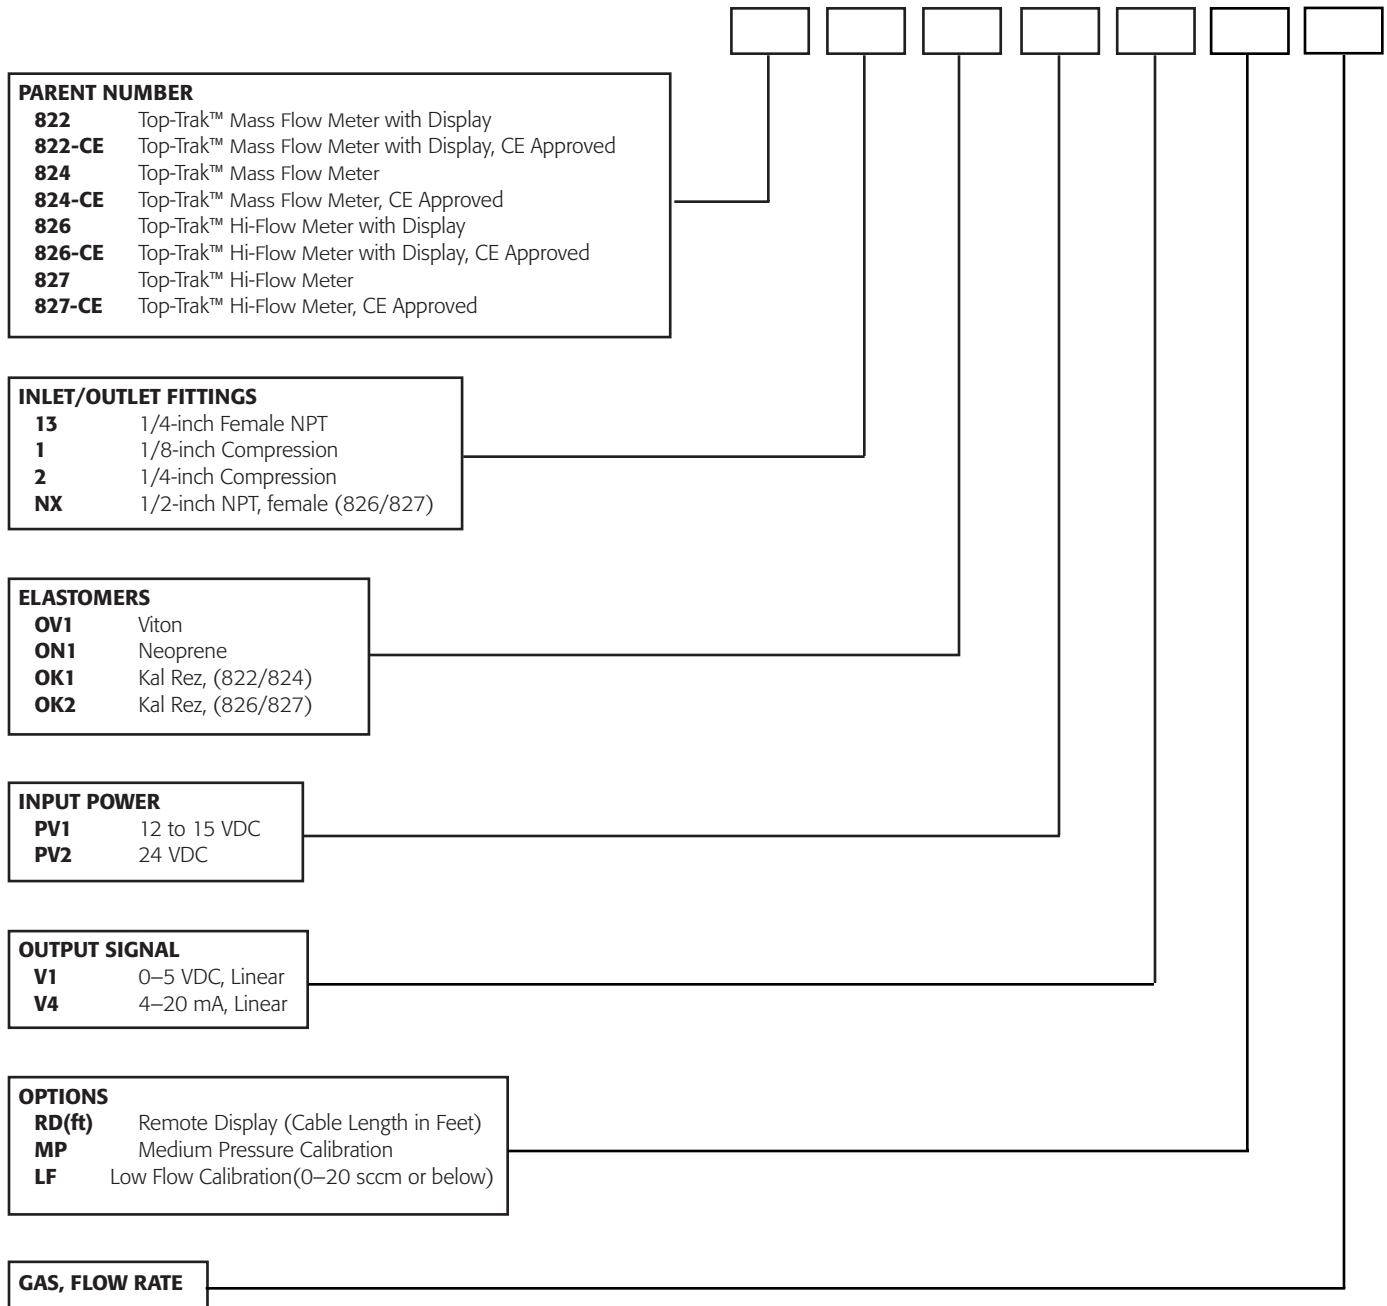 PARENT NUMBER
822 Top-Trak™ Mass Flow Meter with Display
822-CE Top-Trak™ Mass Flow Meter with Display, CE Approved
824 Top-Trak™ Mass Flow Meter
824-CE Top-Trak™ Mass Flow Meter, CE Approved
826 Top-Trak™ Hi-Flow Meter with Display
826-CE Top-Trak™ Hi-Flow Meter with Display, CE Approved
827 Top-Trak™ Hi-Flow Meter
827-CE Top-Trak™ Hi-Flow Meter, CE Approved
INLET/OUTLET FITTINGS
13 1/4-inch Female NPT
1 1/8-inch Compression
2 1/4-inch Compression
NX 1/2-inch NPT, female (826/827)
ELASTOMERS
OV1 Viton
ON1 Neoprene
OK1 Kal Rez, (822/824)
OK2 Kal Rez, (826/827)
INPUT POWER
PV1 12 to 15 VDC
PV2 24 VDC
OUTPUT SIGNAL
V1 0–5 VDC, Linear
V4 4–20 mA, Linear
OPTIONS
RD(ft) Remote Display (Cable Length in Feet)
MP Medium Pressure Calibration
LF Low Flow Calibration(0–20 sccm or below)
GAS, FLOW RATE